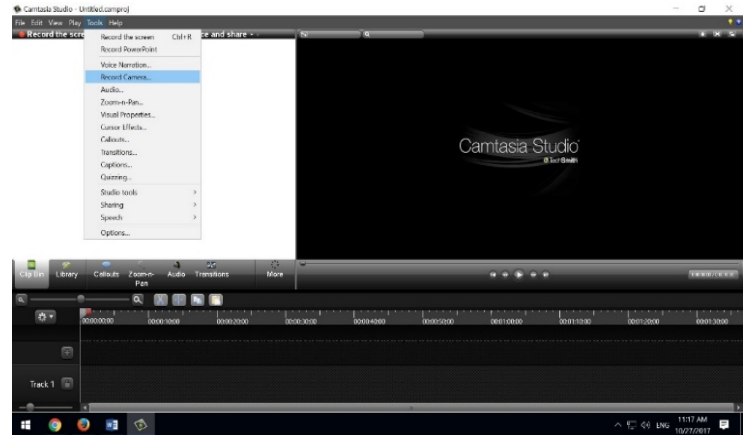 Camtasia Studio - Untitled.camproj
File Edit View Play Tools Help
Record the scre
ce and share
Record the screen Ctrl+R
Record PowerPoint
Voice Narration...
Record Camera...
Audio...
Zoom-n-Pan...
Visual Properties...
Cursor Effects...
Callouts...
Transitions...
Captions...
Quizzing...
Studio tools
Sharing
Speech
Options...
Camtasia Studio
TechSmith
Clip Bin Library Callouts Zoom-n-Pan Audio Transitions More
00:00:00:00 00:00:10:00 00:00:20:00 00:00:30:00 00:00:40:00 00:00:50:00 00:01:00:00 00:01:10:00 00:01:20:00 00:01:30:00
Track 1
ENG
11:17 AM
10/27/2017